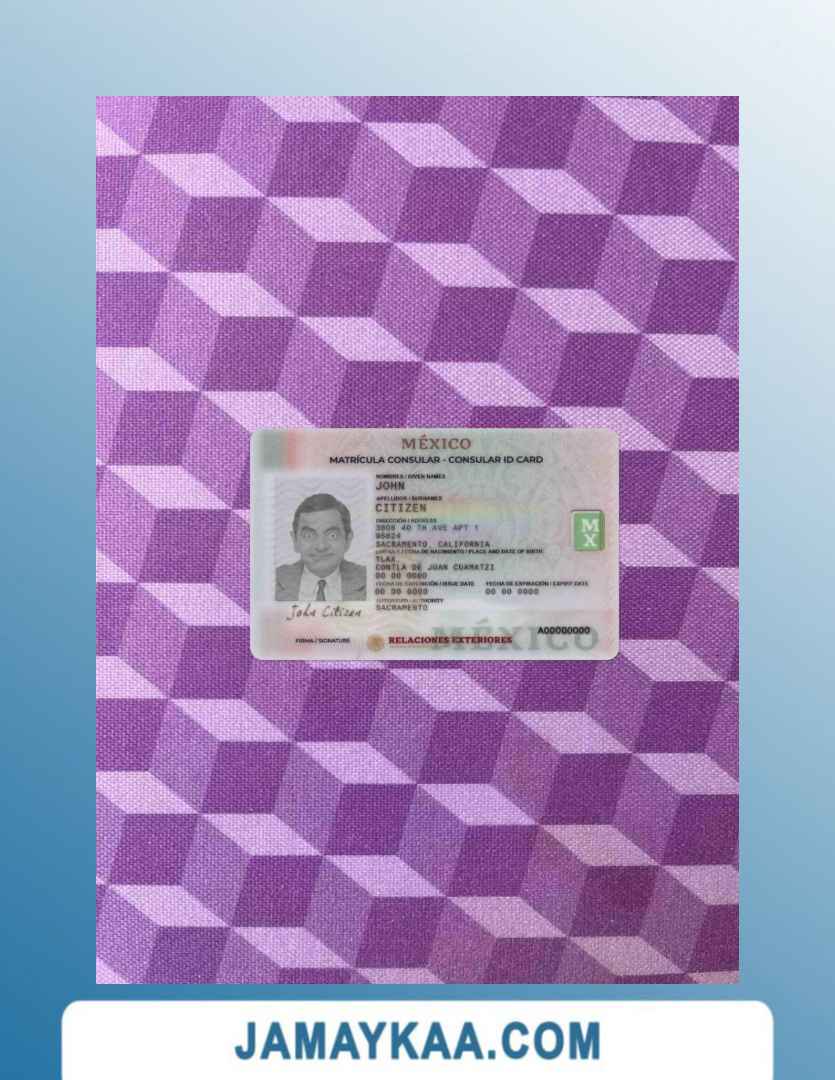 MÉXICO
MATRÍCULA CONSULAR - CONSULAR ID CARD
NOMBRES / GIVEN NAMES
JOHN
APELLIDOS / SURNAMES
CITIZEN
DIRECCIÓN / ADDRESS
3808 40 TH AVE APT 1
95824
SACRAMENTO, CALIFORNIA
LUGAR Y FECHA DE NACIMIENTO / PLACE AND DATE OF BIRTH
TLAX.
CONTLA DE JUAN CUAMATZI
00 00 0000
FECHA DE EXPEDICIÓN / ISSUE DATE FECHA DE EXPIRACIÓN / EXPIRY DATE
00 00 0000 00 00 0000
AUTORIDAD - AUTHORITY
SACRAMENTO
M
X
John Citizen
FIRMA / SIGNATURE
RELACIONES EXTERIORES
MÉXICO
A00000000
JAMAYKAA.COM